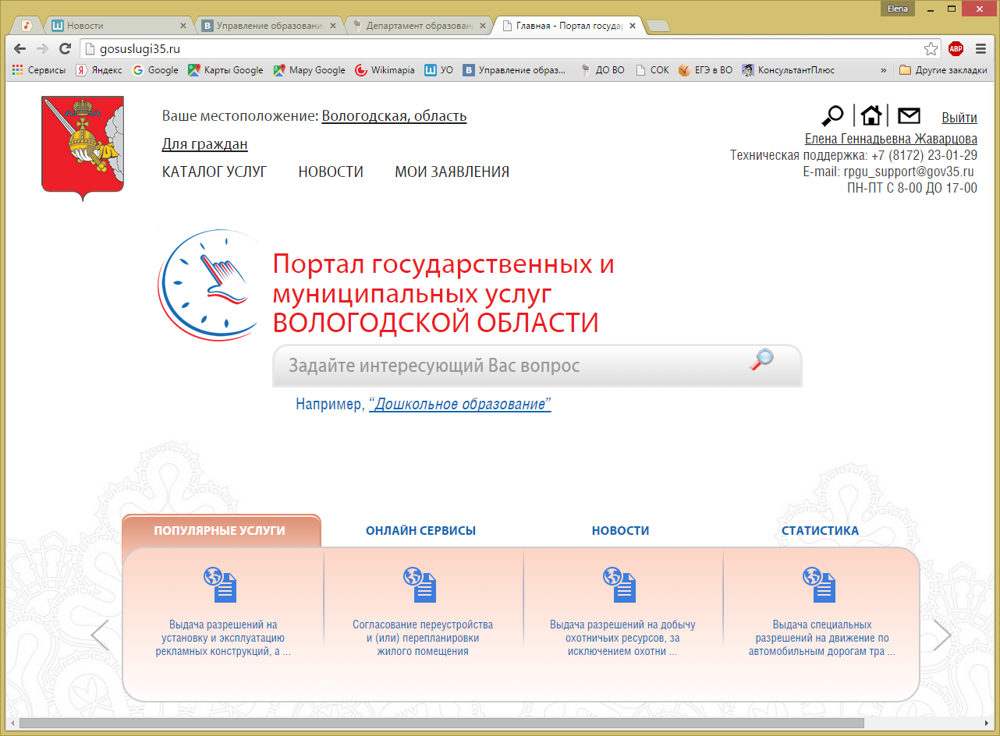 Elena
Новости
Управление образовани
Департамент образован
Главная - Портал госуда
gosuslugi35.ru
ABP
Сервисы
Яндекс
Google
Карты Google
Мару Google
Wikimapia
УО
Управление образ...
ДО ВО
СОК
ЕГЭ в ВО
КонсультантПлюс
»
Другие закладки
Ваше местоположение: Вологодская, область
Для граждан
КАТАЛОГ УСЛУГ НОВОСТИ МОИ ЗАЯВЛЕНИЯ
Выйти
Елена Геннадьевна Жаварцова
Техническая поддержка: +7 (8172) 23-01-29
E-mail: rpgu_support@gov35.ru
ПН-ПТ С 8-00 ДО 17-00
Портал государственных и
муниципальных услуг
ВОЛОГОДСКОЙ ОБЛАСТИ
Задайте интересующий Вас вопрос
Например, “Дошкольное образование”
ПОПУЛЯРНЫЕ УСЛУГИ
ОНЛАЙН СЕРВИСЫ
НОВОСТИ
СТАТИСТИКА
Выдача разрешений на
установку и эксплуатацию
рекламных конструкций, а ...
Согласование переустройства
и (или) перепланировки
жилого помещения
Выдача разрешений на добычу
охотничьих ресурсов, за
исключением охотни ...
Выдача специальных
разрешений на движение по
автомобильным дорогам тра ...